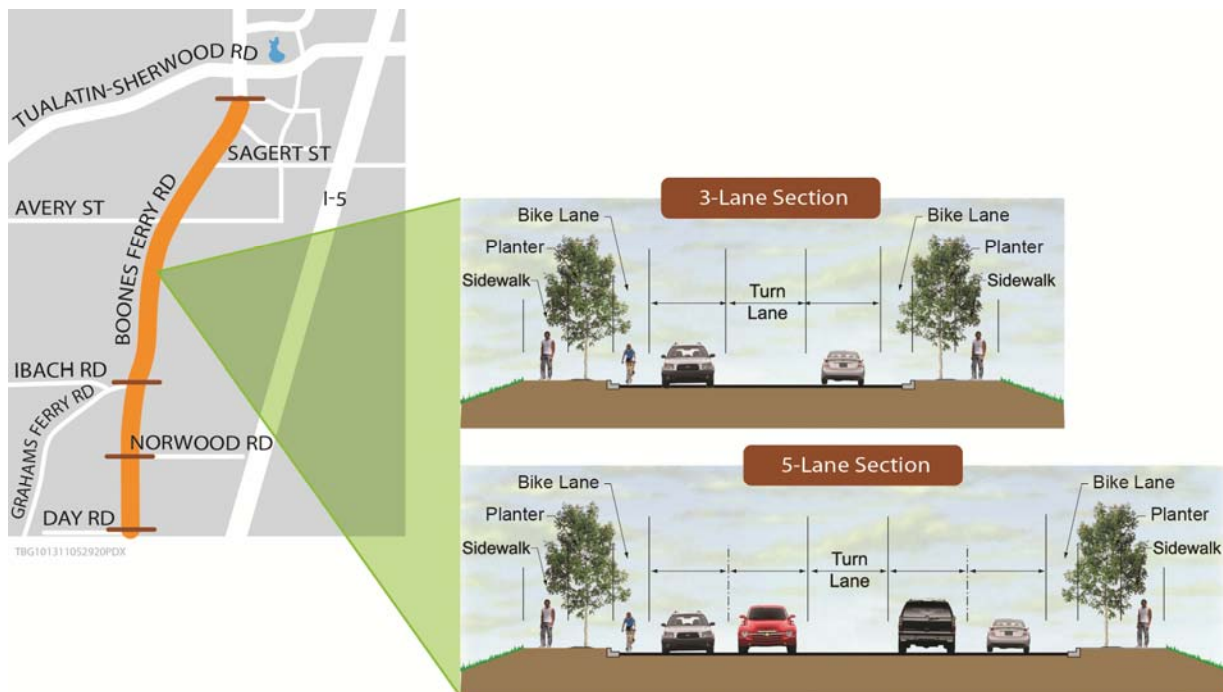 TUALATIN-SHERWOOD RD
SAGERT ST
I-5
AVERY ST
BOONES FERRY RD
IBACH RD
GRAHAMS FERRY RD
NORWOOD RD
DAY RD
TBG101311052920PDX
3-Lane Section
Bike Lane
Planter
Sidewalk
Turn
Lane
Bike Lane
Planter
Sidewalk
5-Lane Section
Bike Lane
Planter
Sidewalk
Turn
Lane
Bike Lane
Planter
Sidewalk